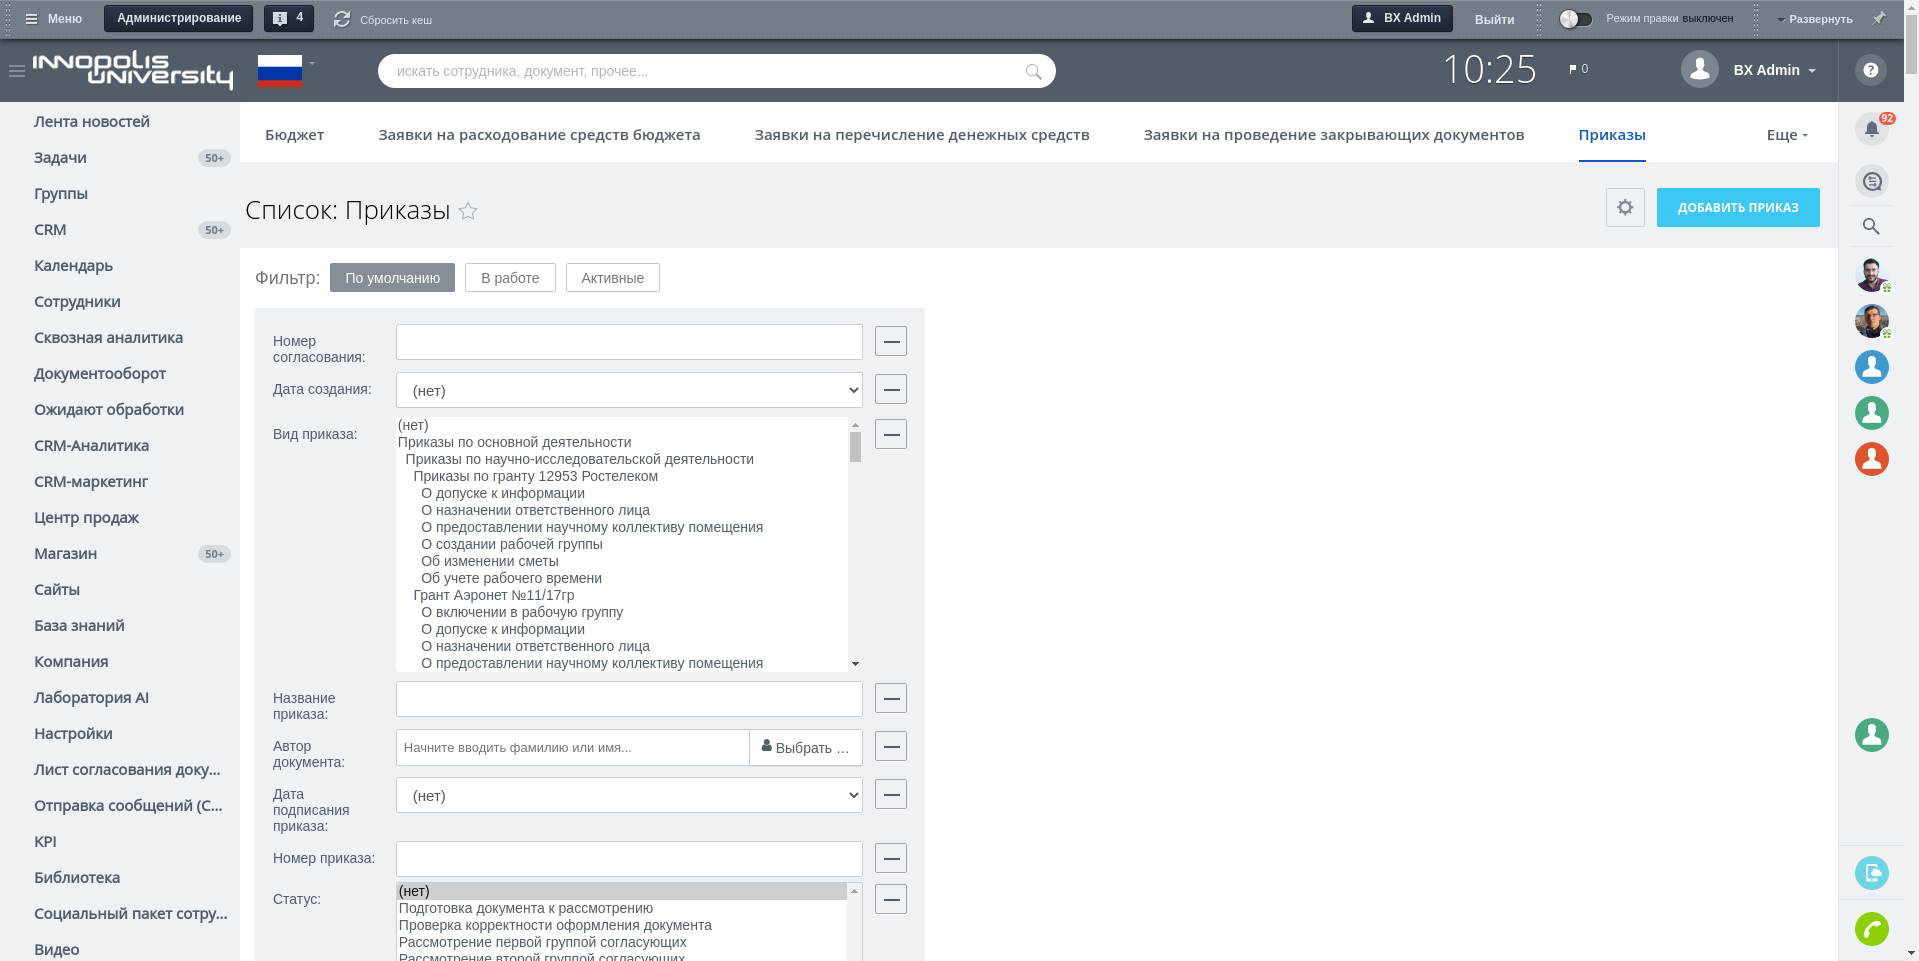 Меню
Администрирование
4
Сбросить кеш
BX Admin
Выйти
Режим правки выключен
Развернуть
INNOPOLIS
UNIVERSITY
искать сотрудника, документ, прочее...
10:25
0
BX Admin
?
Лента новостей
Задачи 50+
Группы
CRM 50+
Календарь
Сотрудники
Сквозная аналитика
Документооборот
Ожидают обработки
CRM-Аналитика
CRM-маркетинг
Центр продаж
Магазин 50+
Сайты
База знаний
Компания
Лаборатория AI
Настройки
Лист согласования доку...
Отправка сообщений (С...
KPI
Библиотека
Социальный пакет сотру...
Видео
Бюджет
Заявки на расходование средств бюджета
Заявки на перечисление денежных средств
Заявки на проведение закрывающих документов
Приказы
Еще
92
Список: Приказы
ДОБАВИТЬ ПРИКАЗ
Фильтр:
По умолчанию
В работе
Активные
Номер
согласования:
Дата создания:
(нет)
Вид приказа:
(нет)
Приказы по основной деятельности
Приказы по научно-исследовательской деятельности
Приказы по гранту 12953 Ростелеком
О допуске к информации
О назначении ответственного лица
О предоставлении научному коллективу помещения
О создании рабочей группы
Об изменении сметы
Об учете рабочего времени
Грант Аэронет №11/17гр
О включении в рабочую группу
О допуске к информации
О назначении ответственного лица
О предоставлении научному коллективу помещения
Название
приказа:
Автор
документа:
Начните вводить фамилию или имя...
Выбрать ...
Дата
подписания
приказа:
(нет)
Номер приказа:
Статус:
(нет)
Подготовка документа к рассмотрению
Проверка корректности оформления документа
Рассмотрение первой группой согласующих
Рассмотрение второй группой согласующих